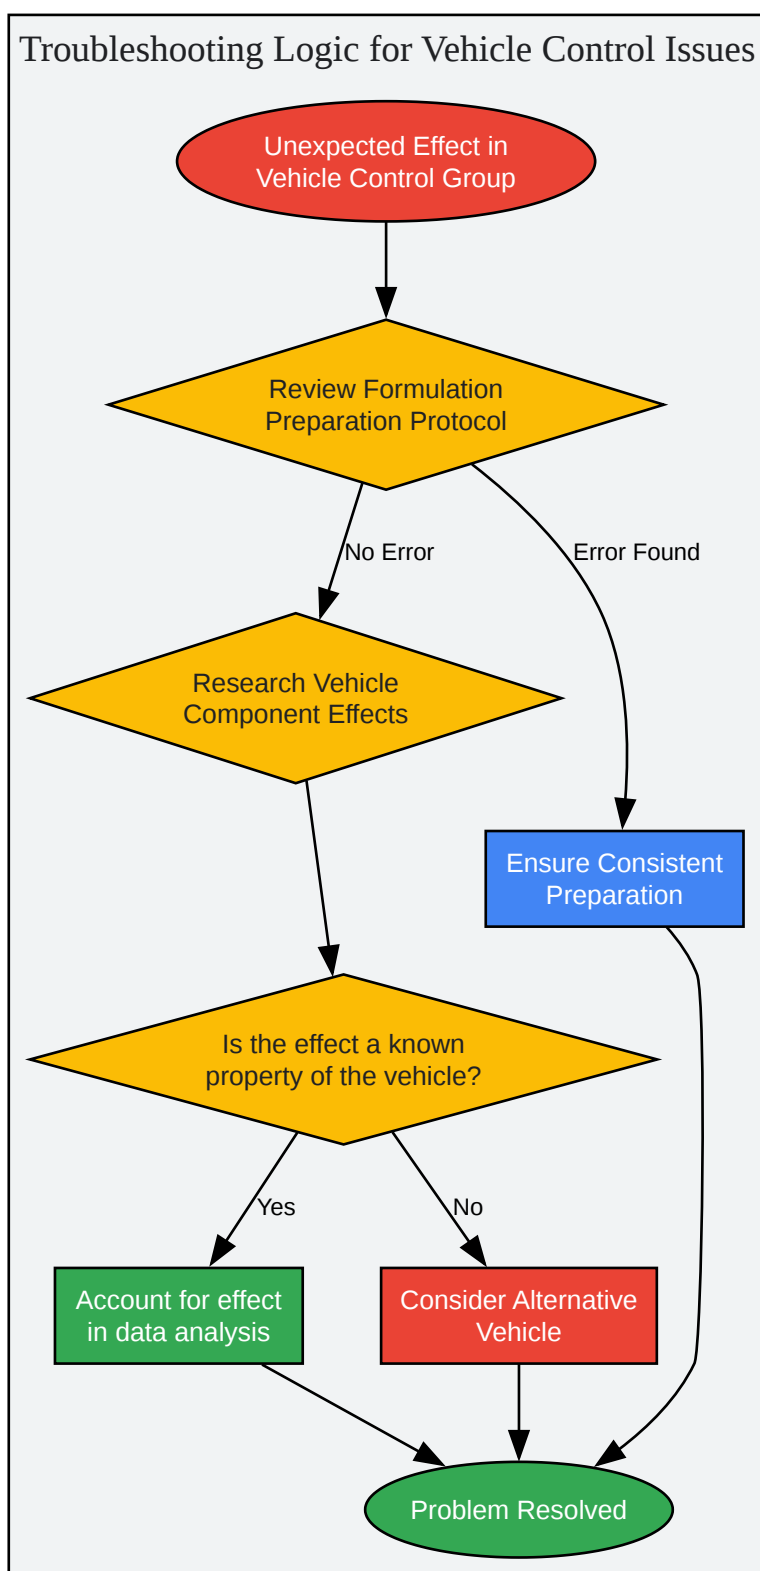 Troubleshooting Logic for Vehicle Control Issues
Unexpected Effect in
Vehicle Control Group
Review Formulation
Preparation Protocol
No Error
Error Found
Research Vehicle
Component Effects
Ensure Consistent
Preparation
Is the effect a known
property of the vehicle?
Yes
No
Account for effect
in data analysis
Consider Alternative
Vehicle
Problem Resolved